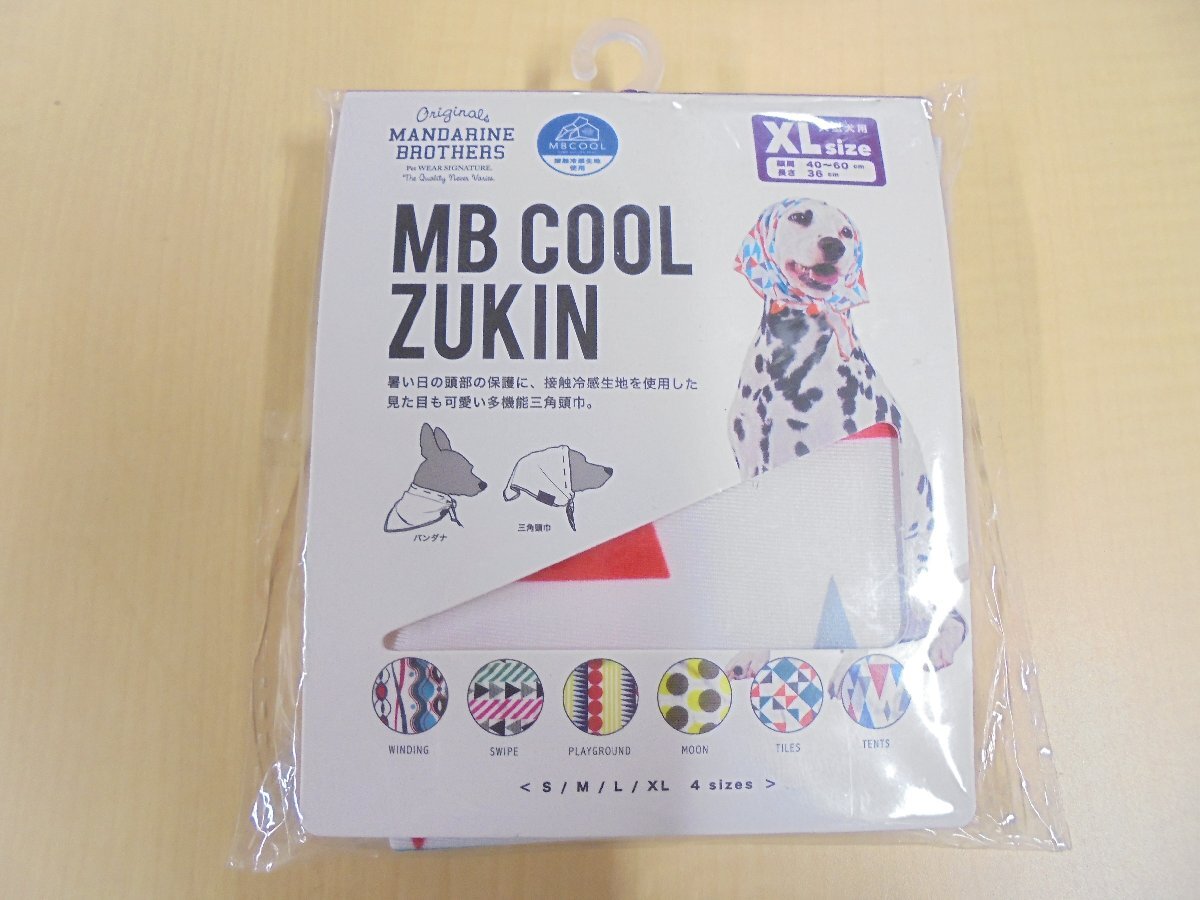 Originals
MANDARINE
BROTHERS
Pet WEAR SIGNATURE.
"The Quality Never Varies.
MBCOOL
接触冷感生地
使用
XL size
犬用
頭周 40～60 cm
長さ 36 cm
MB COOL
ZUKIN
暑い日の頭部の保護に、接触冷感生地を使用した
見た目も可愛い多機能三角頭巾。
バンダナ
三角頭巾
WINDING
SWIPE
PLAYGROUND
MOON
TILES
TENTS
< S / M / L / XL 4 sizes >